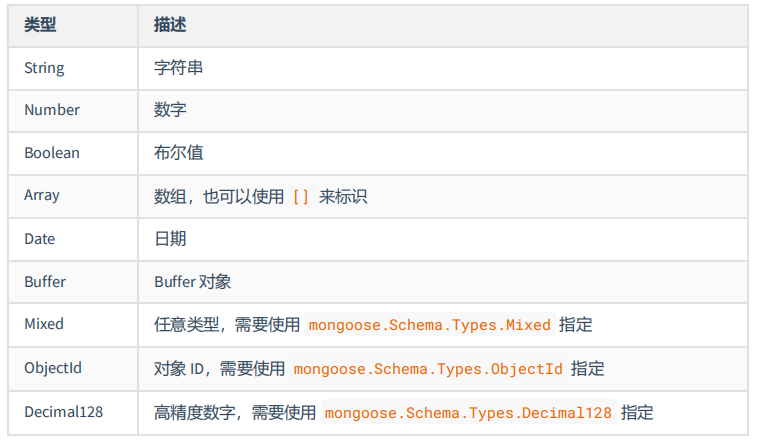 类型 描述
String 字符串
Number 数字
Boolean 布尔值
Array 数组，也可以使用 [] 来标识
Date 日期
Buffer Buffer 对象
Mixed 任意类型，需要使用 mongoose.Schema.Types.Mixed 指定
ObjectId 对象 ID，需要使用 mongoose.Schema.Types.ObjectId 指定
Decimal128 高精度数字，需要使用 mongoose.Schema.Types.Decimal128 指定